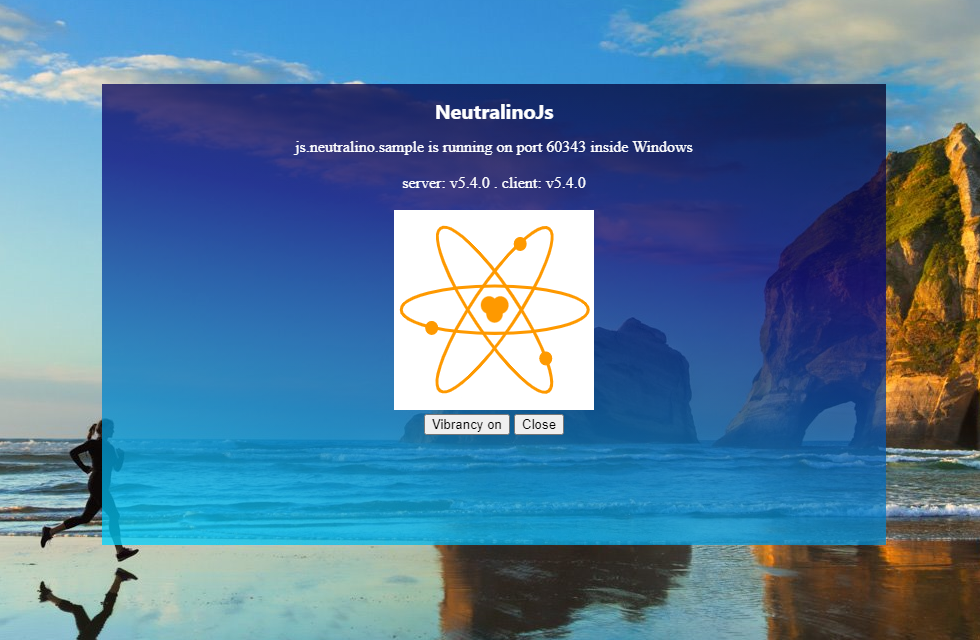 NeutralinoJs
js.neutralino.sample is running on port 60343 inside Windows
server: v5.4.0 . client: v5.4.0
Vibrancy on Close